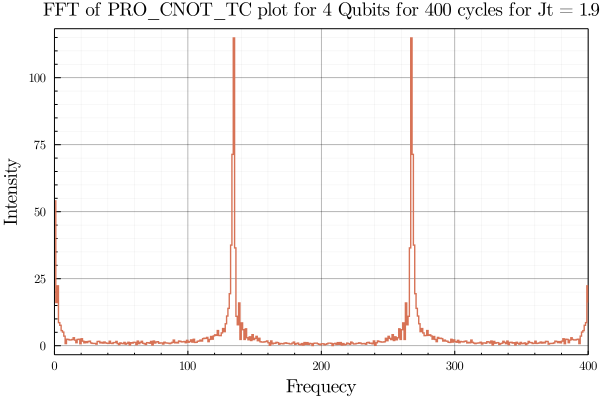 FFT of PRO_CNOT_TC plot for 4 Qubits for 400 cycles for Jt = 1.9
Intensity
100
75
50
25
0
0 100 200 300 400
Frequecy